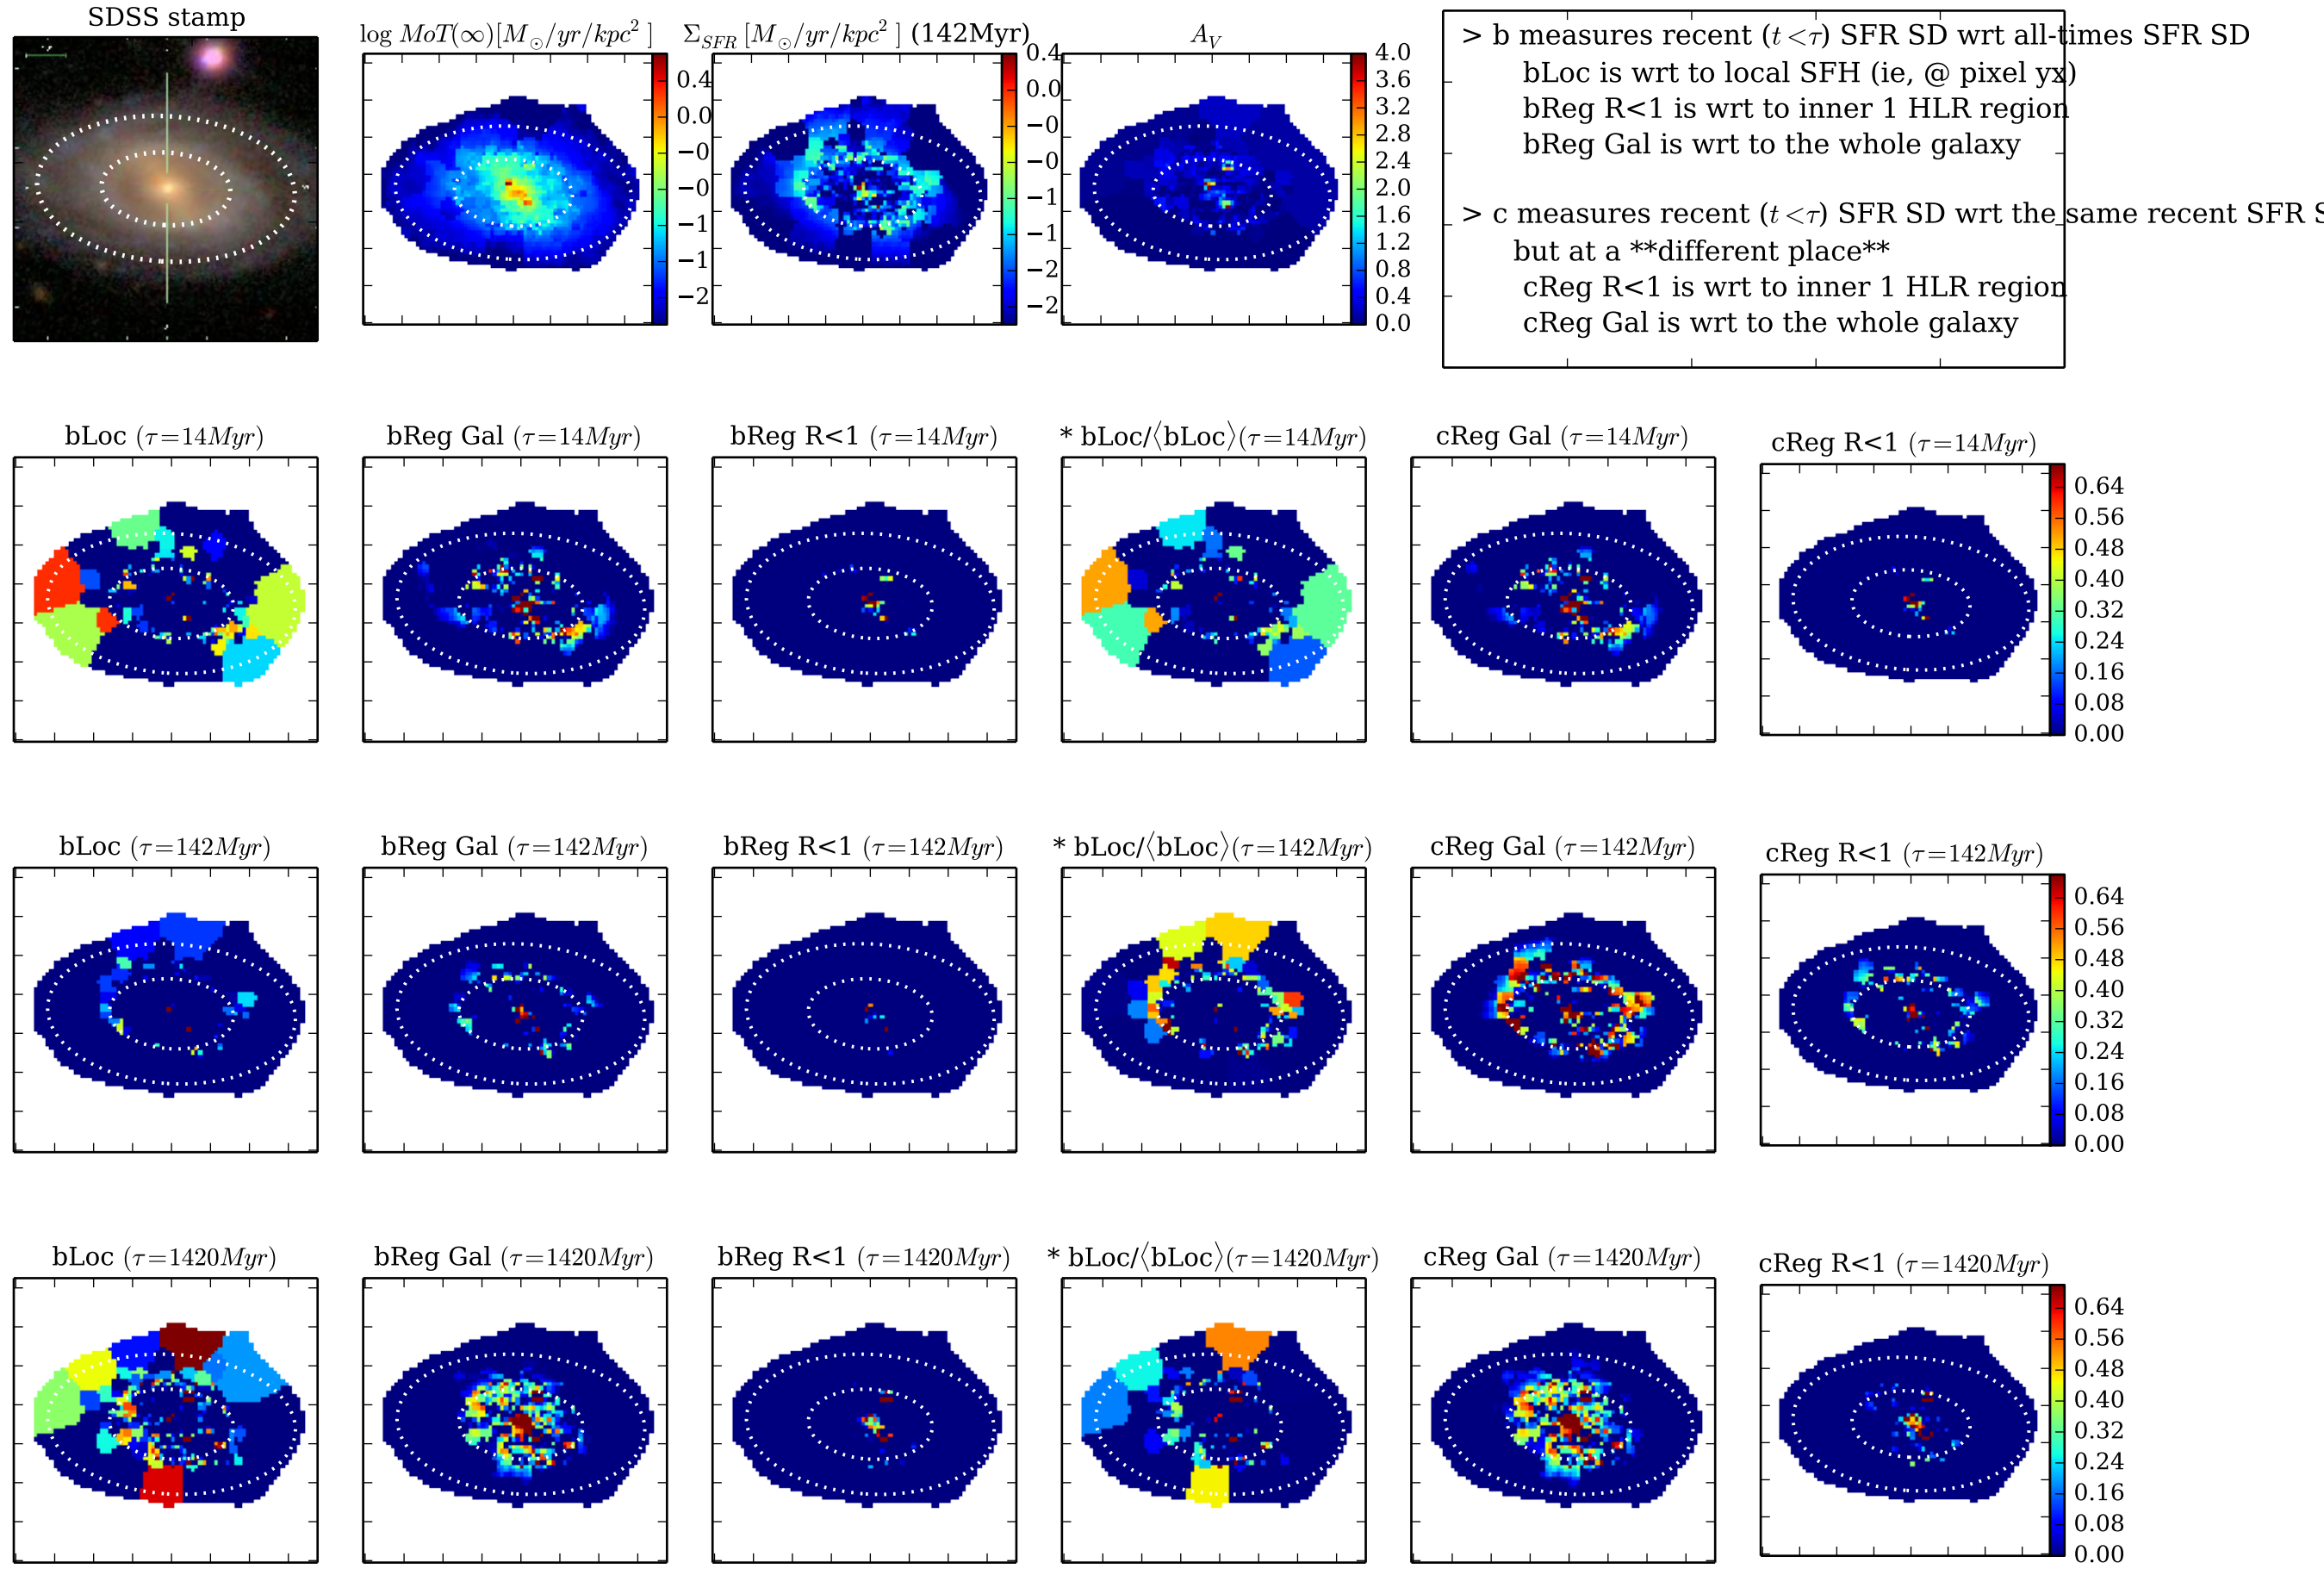 SDSS stamp
log MoT(∞)[M⊙/yr/kpc² ]
Σ_SFR [M⊙/yr/kpc² ] (142Myr)
A_V
0.4
0.0
−0
−0
−1
−1
−2
0.4
0.0
−0
−0
−1
−1
−2
−2
4.0
3.6
3.2
2.8
2.4
2.0
1.6
1.2
0.8
0.4
0.0
> b measures recent (t<τ) SFR SD wrt all-times SFR SD
bLoc is wrt to local SFH (ie, @ pixel yx)
bReg R<1 is wrt to inner 1 HLR region
bReg Gal is wrt to the whole galaxy
> c measures recent (t<τ) SFR SD wrt the same recent SFR S
but at a **different place**
cReg R<1 is wrt to inner 1 HLR region
cReg Gal is wrt to the whole galaxy
bLoc (τ=14Myr)
bReg Gal (τ=14Myr)
bReg R<1 (τ=14Myr)
* bLoc/⟨bLoc⟩(τ=14Myr)
cReg Gal (τ=14Myr)
cReg R<1 (τ=14Myr)
0.64
0.56
0.48
0.40
0.32
0.24
0.16
0.08
0.00
bLoc (τ=142Myr)
bReg Gal (τ=142Myr)
bReg R<1 (τ=142Myr)
* bLoc/⟨bLoc⟩(τ=142Myr)
cReg Gal (τ=142Myr)
cReg R<1 (τ=142Myr)
0.64
0.56
0.48
0.40
0.32
0.24
0.16
0.08
0.00
bLoc (τ=1420Myr)
bReg Gal (τ=1420Myr)
bReg R<1 (τ=1420Myr)
* bLoc/⟨bLoc⟩(τ=1420Myr)
cReg Gal (τ=1420Myr)
cReg R<1 (τ=1420Myr)
0.64
0.56
0.48
0.40
0.32
0.24
0.16
0.08
0.00